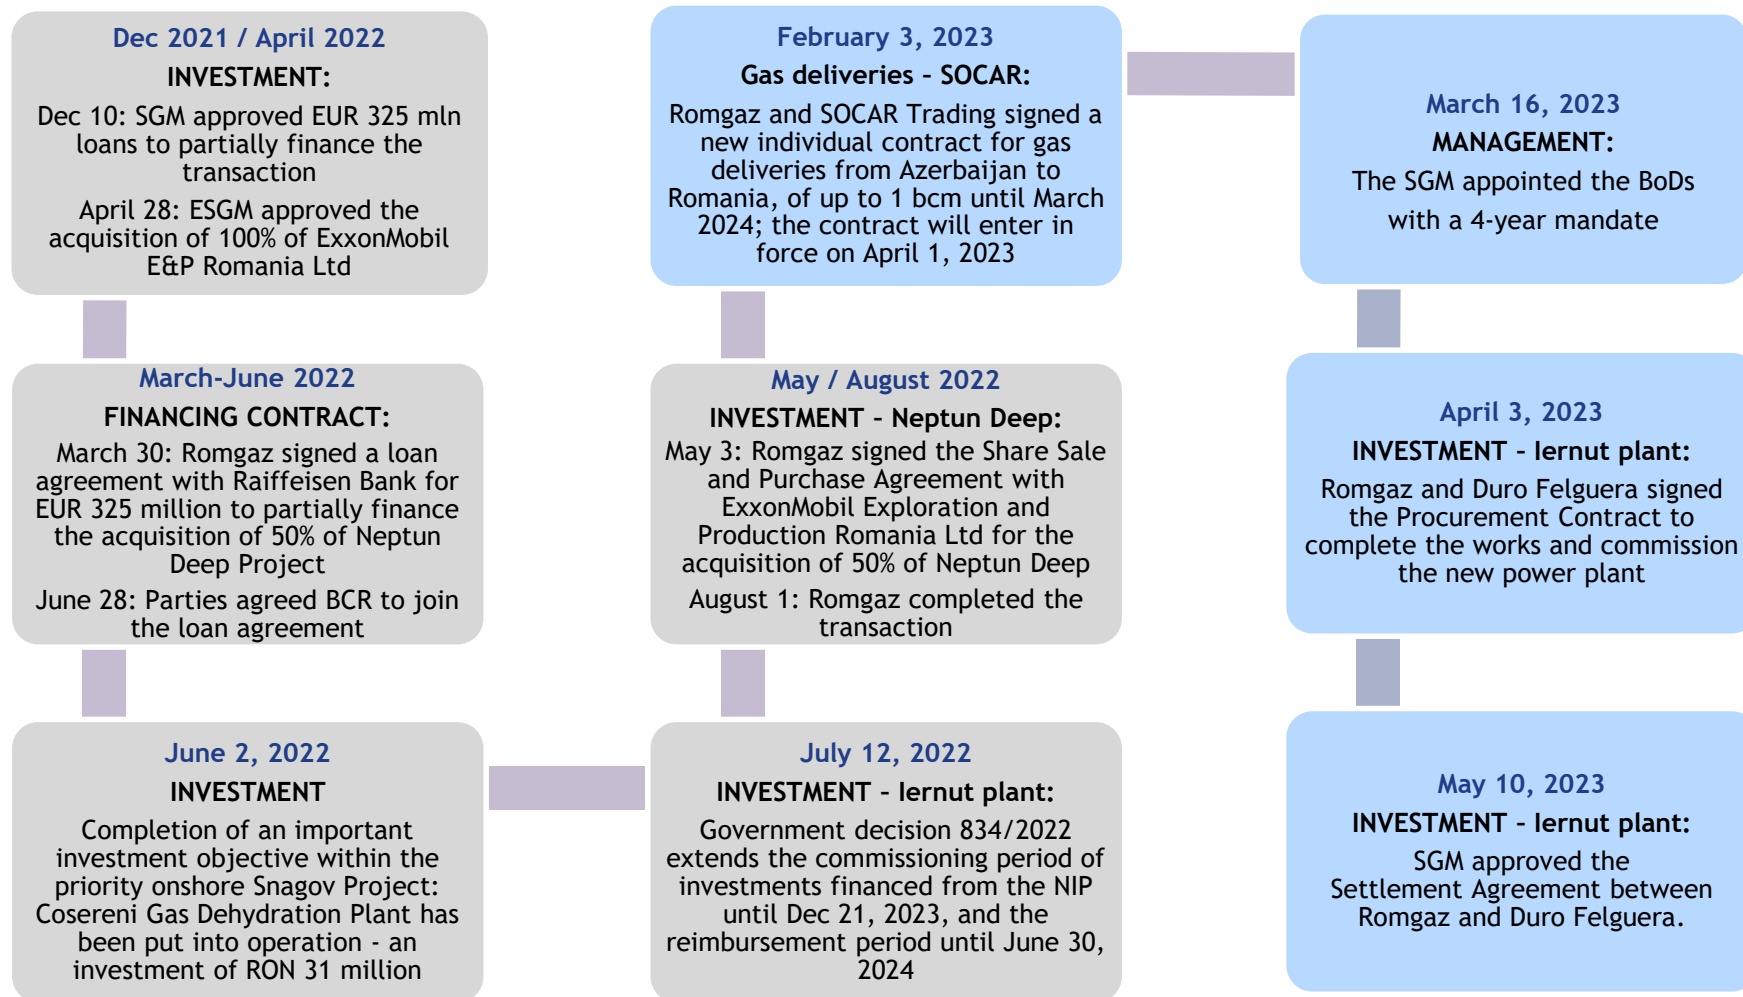 Dec 2021 / April 2022
INVESTMENT:
Dec 10: SGM approved EUR 325 mln
loans to partially finance the
transaction
April 28: ESGM approved the
acquisition of 100% of ExxonMobil
E&P Romania Ltd
March-June 2022
FINANCING CONTRACT:
March 30: Romgaz signed a loan
agreement with Raiffeisen Bank for
EUR 325 million to partially finance
the acquisition of 50% of Neptun
Deep Project
June 28: Parties agreed BCR to join
the loan agreement
June 2, 2022
INVESTMENT
Completion of an important
investment objective within the
priority onshore Snagov Project:
Cosereni Gas Dehydration Plant has
been put into operation - an
investment of RON 31 million
July 12, 2022
INVESTMENT – Iernut plant:
Government decision 834/2022
extends the commissioning period of
investments financed from the NIP
until Dec 21, 2023, and the
reimbursement period until June 30,
2024
May / August 2022
INVESTMENT – Neptun Deep:
May 3: Romgaz signed the Share Sale
and Purchase Agreement with
ExxonMobil Exploration and
Production Romania Ltd for the
acquisition of 50% of Neptun Deep
August 1: Romgaz completed the
transaction
February 3, 2023
Gas deliveries – SOCAR:
Romgaz and SOCAR Trading signed a
new individual contract for gas
deliveries from Azerbaijan to
Romania, of up to 1 bcm until March
2024; the contract will enter in
force on April 1, 2023
March 16, 2023
MANAGEMENT:
The SGM appointed the BoDs
with a 4-year mandate
April 3, 2023
INVESTMENT – Iernut plant:
Romgaz and Duro Felguera signed
the Procurement Contract to
complete the works and commission
the new power plant
May 10, 2023
INVESTMENT – Iernut plant:
SGM approved the
Settlement Agreement between
Romgaz and Duro Felguera.